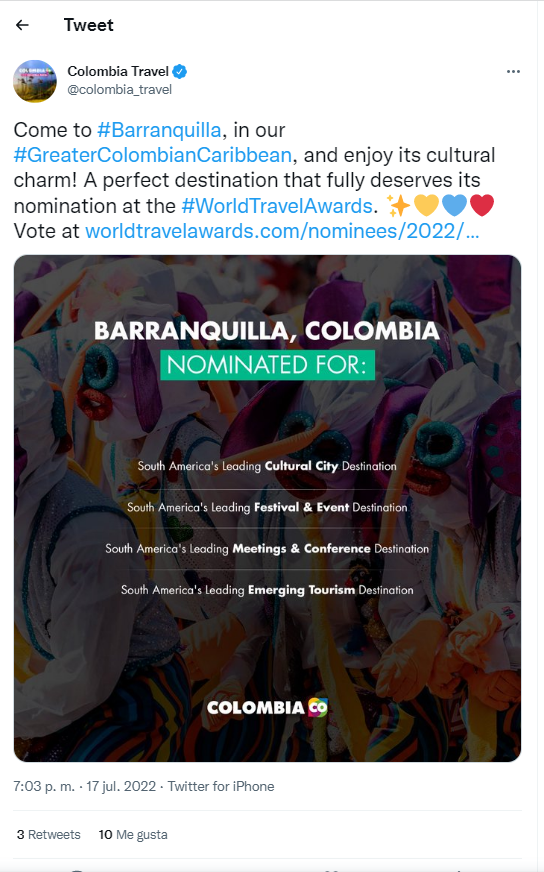 Tweet
Colombia Travel
@colombia_travel
Come to #Barranquilla, in our
#GreaterColombianCaribbean, and enjoy its cultural
charm! A perfect destination that fully deserves its
nomination at the #WorldTravelAwards. ✨💛💙❤️
Vote at worldtravelawards.com/nominees/2022/...
BARRANQUILLA, COLOMBIA
NOMINATED FOR:
South America's Leading Cultural City Destination
South America's Leading Festival & Event Destination
South America's Leading Meetings & Conference Destination
South America's Leading Emerging Tourism Destination
COLOMBIA CO
7:03 p. m. · 17 jul. 2022 · Twitter for iPhone
3 Retweets 10 Me gusta